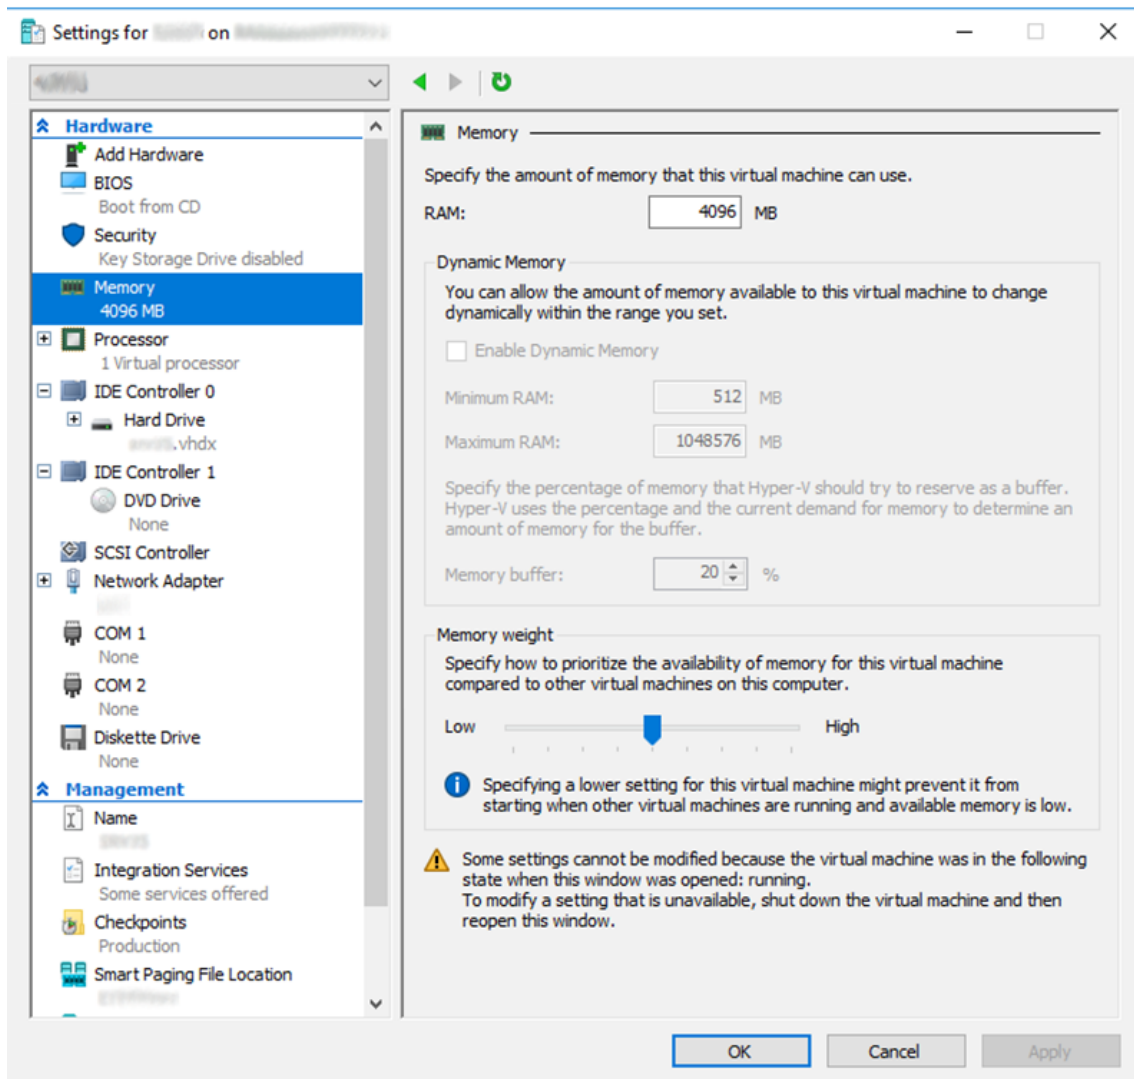 Settings for on
Hardware
Add Hardware
BIOS
Boot from CD
Security
Key Storage Drive disabled
Memory
4096 MB
Processor
1 Virtual processor
IDE Controller 0
Hard Drive
.vhdx
IDE Controller 1
DVD Drive
None
SCSI Controller
Network Adapter
COM 1
None
COM 2
None
Diskette Drive
None
Management
Name
Integration Services
Some services offered
Checkpoints
Production
Smart Paging File Location
Memory
Specify the amount of memory that this virtual machine can use.
RAM: 4096 MB
Dynamic Memory
You can allow the amount of memory available to this virtual machine to change
dynamically within the range you set.
Enable Dynamic Memory
Minimum RAM: 512 MB
Maximum RAM: 1048576 MB
Specify the percentage of memory that Hyper-V should try to reserve as a buffer.
Hyper-V uses the percentage and the current demand for memory to determine an
amount of memory for the buffer.
Memory buffer: 20 %
Memory weight
Specify how to prioritize the availability of memory for this virtual machine
compared to other virtual machines on this computer.
Low High
Specifying a lower setting for this virtual machine might prevent it from
starting when other virtual machines are running and available memory is low.
Some settings cannot be modified because the virtual machine was in the following
state when this window was opened: running.
To modify a setting that is unavailable, shut down the virtual machine and then
reopen this window.
OK Cancel Apply